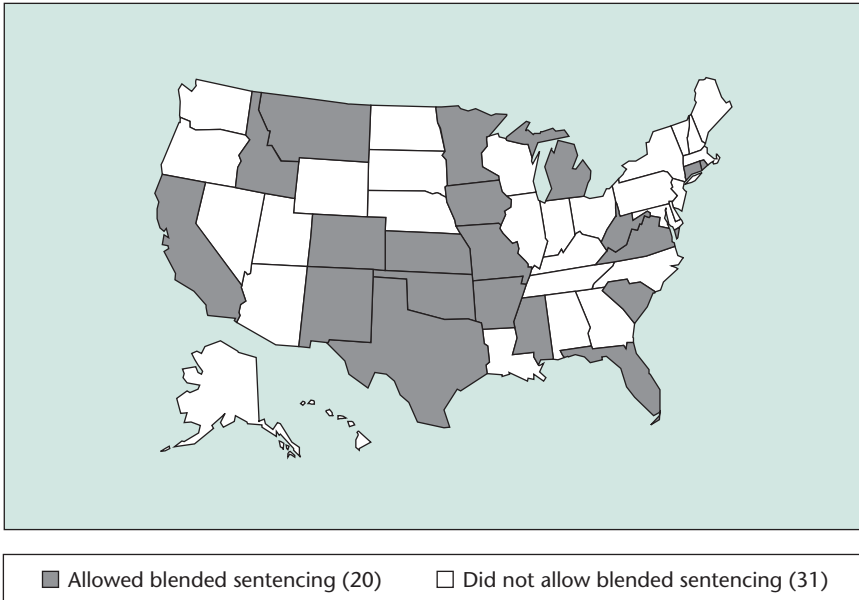 Allowed blended sentencing (20) Did not allow blended sentencing (31)